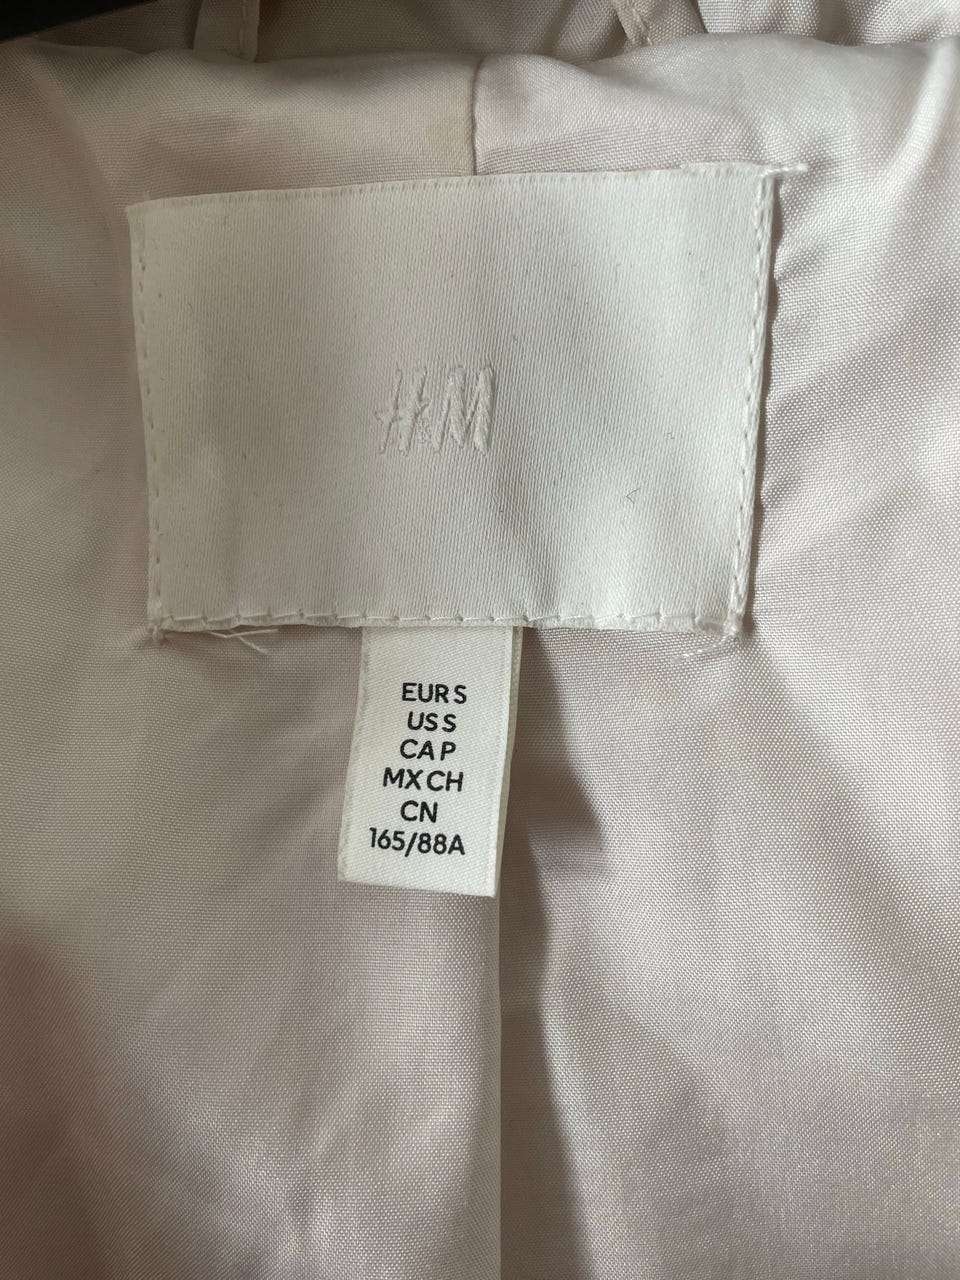 H&M
EUR S
US S
CA P
MX CH
CN
165/88A